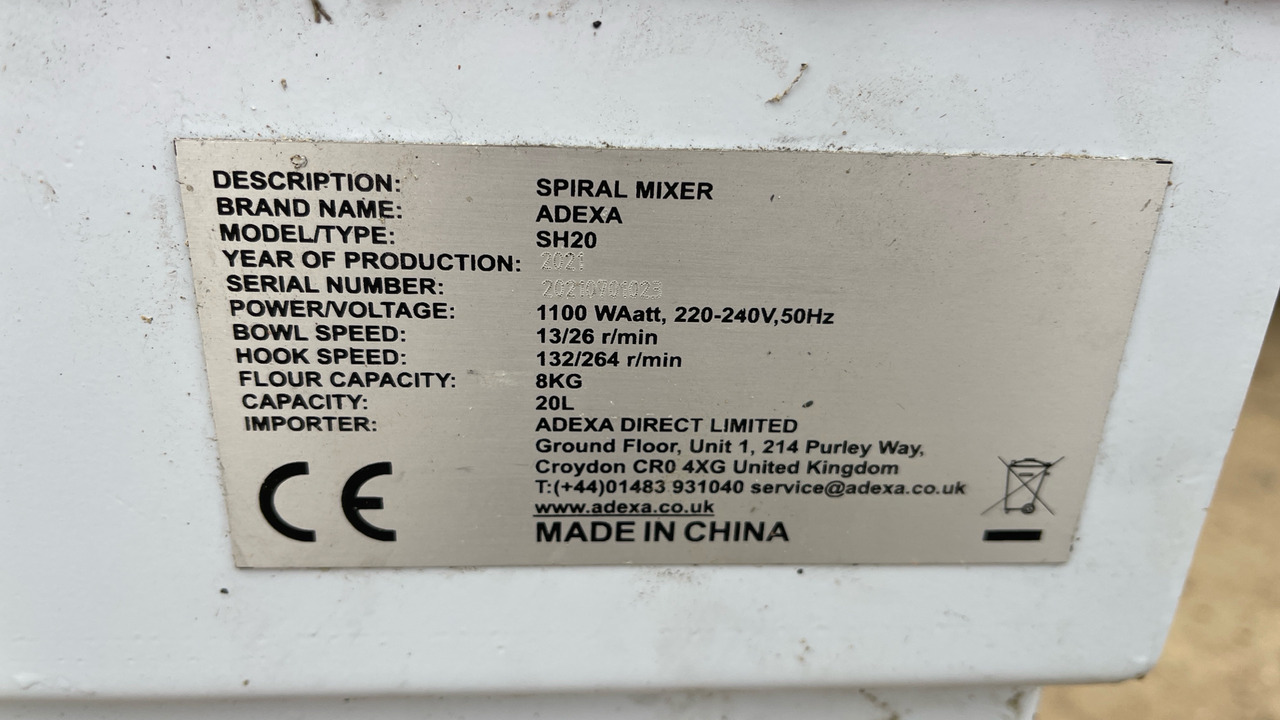 DESCRIPTION: SPIRAL MIXER
BRAND NAME: ADEXA
MODEL/TYPE: SH20
YEAR OF PRODUCTION: 2021
SERIAL NUMBER: 20210701023
POWER/VOLTAGE: 1100 WAatt, 220-240V,50Hz
BOWL SPEED: 13/26 r/min
HOOK SPEED: 132/264 r/min
FLOUR CAPACITY: 8KG
CAPACITY: 20L
IMPORTER: ADEXA DIRECT LIMITED
Ground Floor, Unit 1, 214 Purley Way,
Croydon CR0 4XG United Kingdom
T:(+44)01483 931040 service@adexa.co.uk
www.adexa.co.uk
MADE IN CHINA
CE